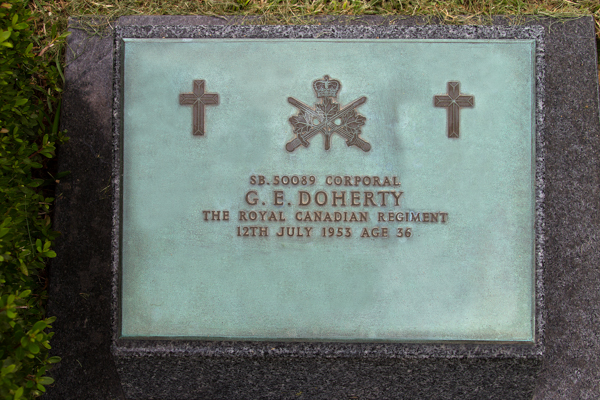 SB.50089 CORPORAL
G. E. DOHERTY
THE ROYAL CANADIAN REGIMENT
12TH JULY 1953 AGE 36